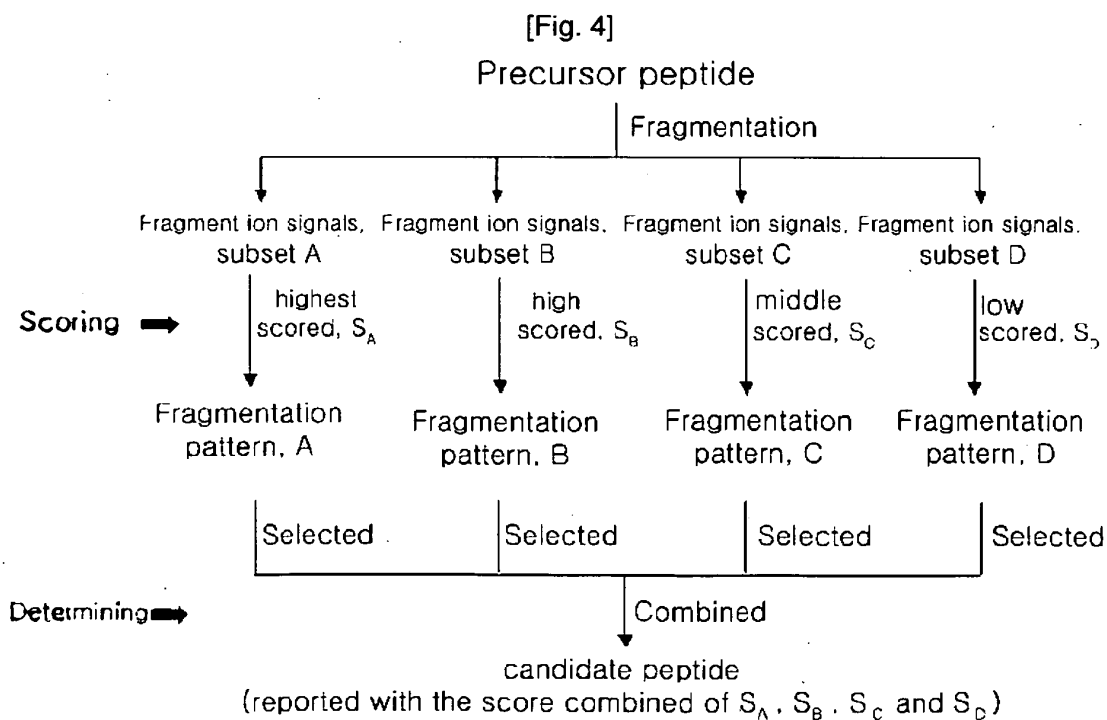 [Fig. 4]
Precursor peptide
Fragmentation
Fragment ion signals, subset A
Fragment ion signals, subset B
Fragment ion signals, subset C
Fragment ion signals, subset D
Scoring
highest scored, S_A
high scored, S_B
middle scored, S_C
low scored, S_D
Fragmentation pattern, A
Fragmentation pattern, B
Fragmentation pattern, C
Fragmentation pattern, D
Selected
Selected
Selected
Selected
Determining
Combined
candidate peptide
(reported with the score combined of S_A, S_B, S_C and S_D)